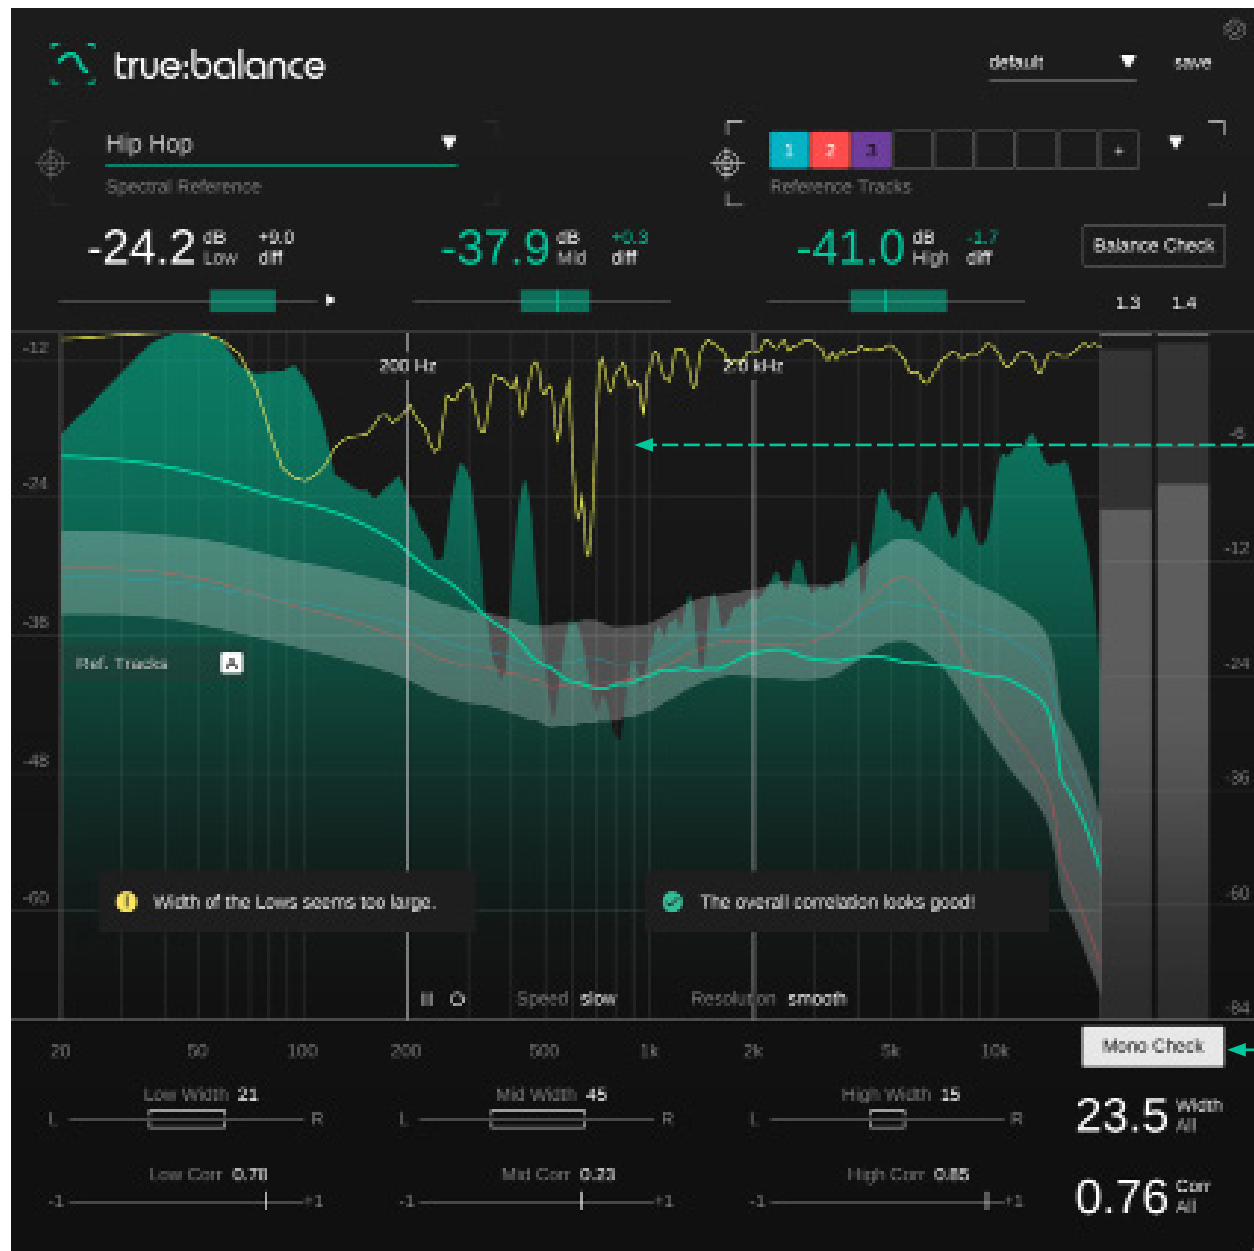 true:balance
default
save
Hip Hop
Spectral Reference
1 2 3 +
Reference Tracks
-24.2 dB Low +9.0 diff
-37.9 dB Mid +0.3 diff
-41.0 dB High -1.7 diff
Balance Check
1.3 1.4
-12
200 Hz
2.0 kHz
-6
-24
-12
-36
Ref. Tracks A
-24
-48
-36
-60
Width of the Lows seems too large.
The overall correlation looks good!
-60
Speed slow
Resolution smooth
-84
20 50 100 200 500 1k 2k 5k 10k
Mono Check
Low Width 21
Mid Width 45
High Width 15
L R
L R
L R
23.5 Width All
Low Corr 0.70
Mid Corr 0.23
High Corr 0.85
-1 +1
-1 +1
-1 +1
0.76 Corr All